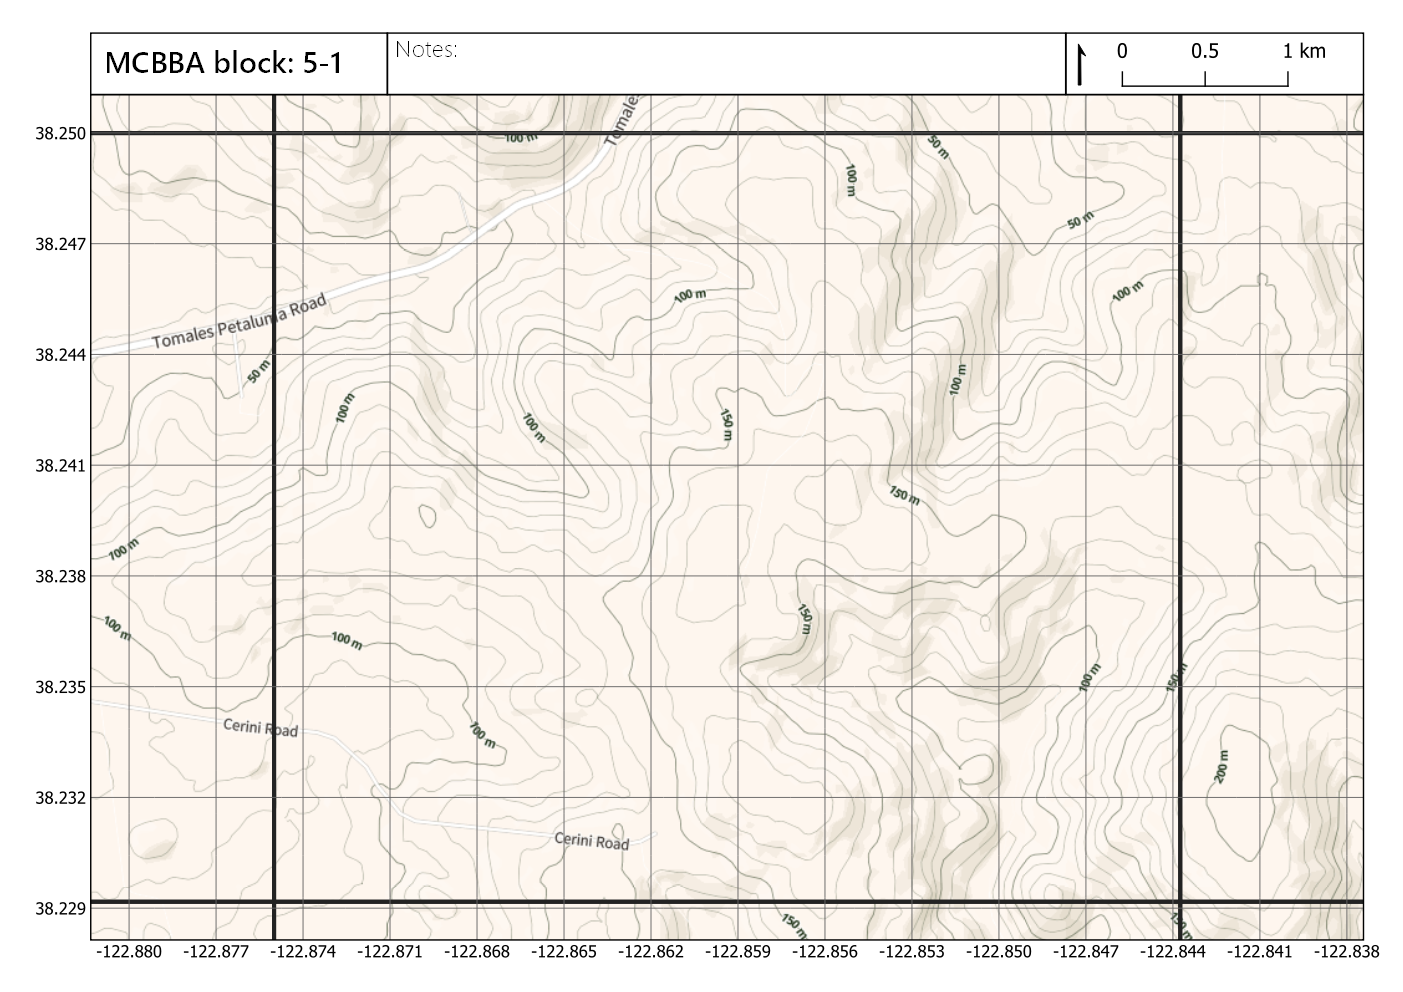 MCBBA block: 5-1
Notes:
0 0.5 1 km
38.250
38.247
38.244
38.241
38.238
38.235
38.232
38.229
Tomales
100 m
50 m
100 m
50 m
100 m
100 m
Tomales Petaluma Road
50 m
100 m
100 m
100 m
150 m
150 m
100 m
100 m
150 m
100 m
100 m
150 m
Cerini Road
100 m
200 m
Cerini Road
150 m
150 m
-122.880 -122.877 -122.874 -122.871 -122.868 -122.865 -122.862 -122.859 -122.856 -122.853 -122.850 -122.847 -122.844 -122.841 -122.838